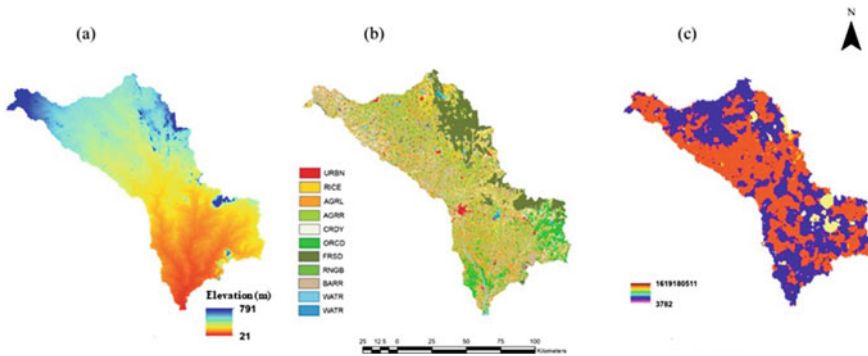 (a)
(b)
(c)
N
Elevation (m)
791
21
URBN
RICE
AGRL
AGRR
CRDY
ORCD
FRSD
RNGB
BARR
WATR
WATR
25 12.5 0 25 50 75 100
Kilometers
1619180511
3782